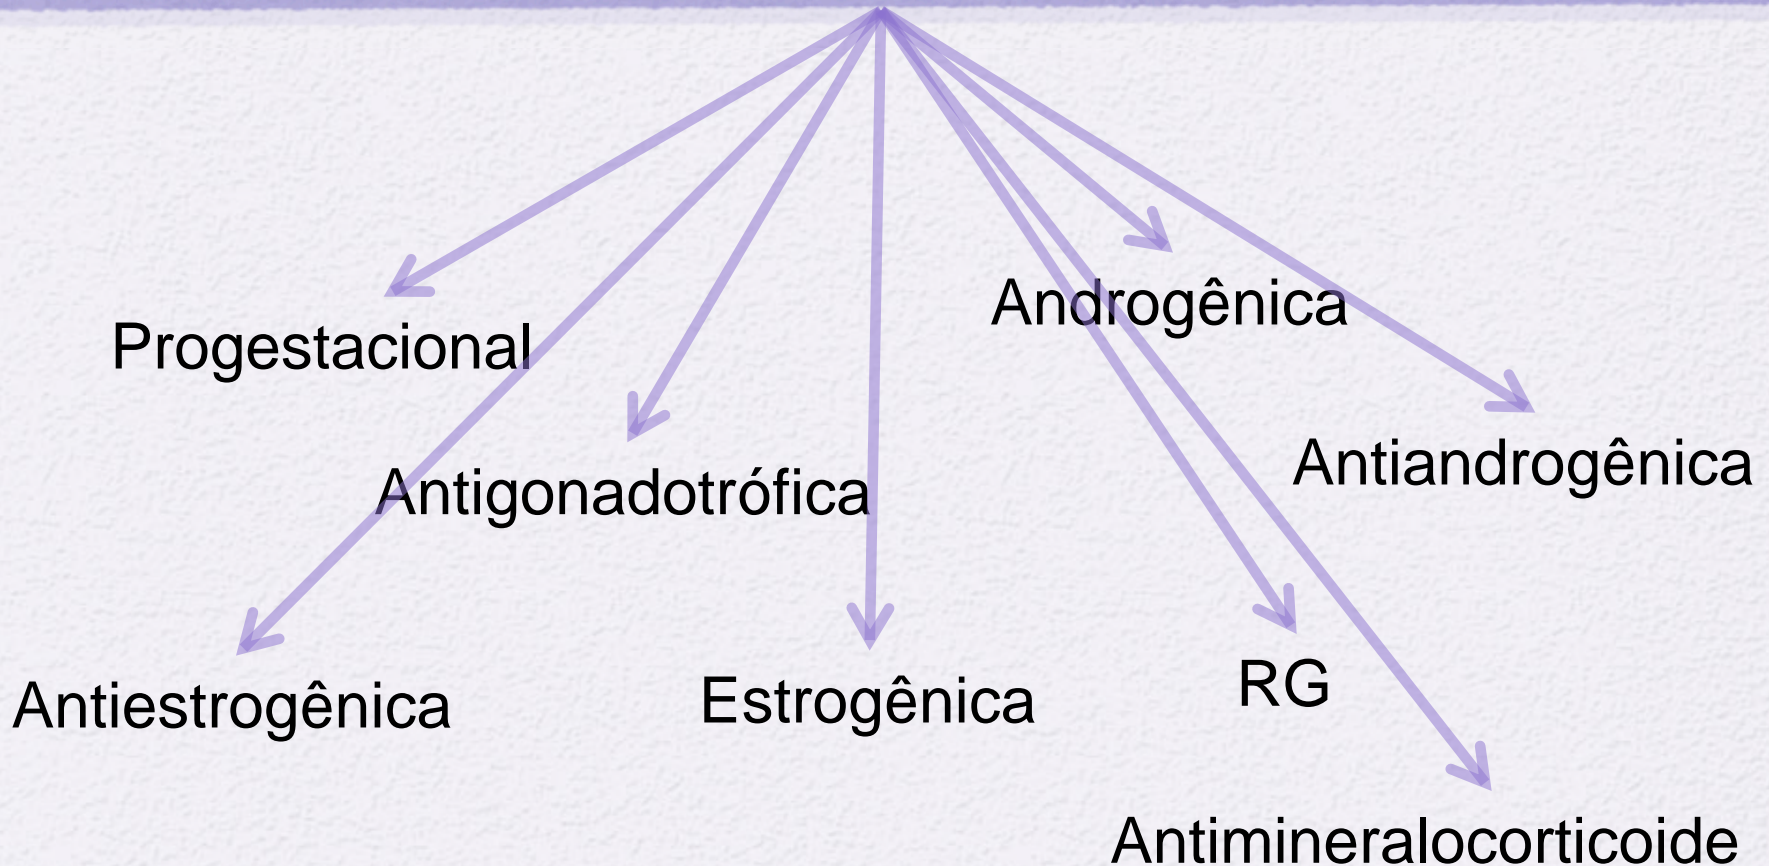 Androgênica
Progestacional
Antiandrogênica
Antigonadotrófica
RG
Antiestrogênica
Estrogênica
Antimineralocorticoide